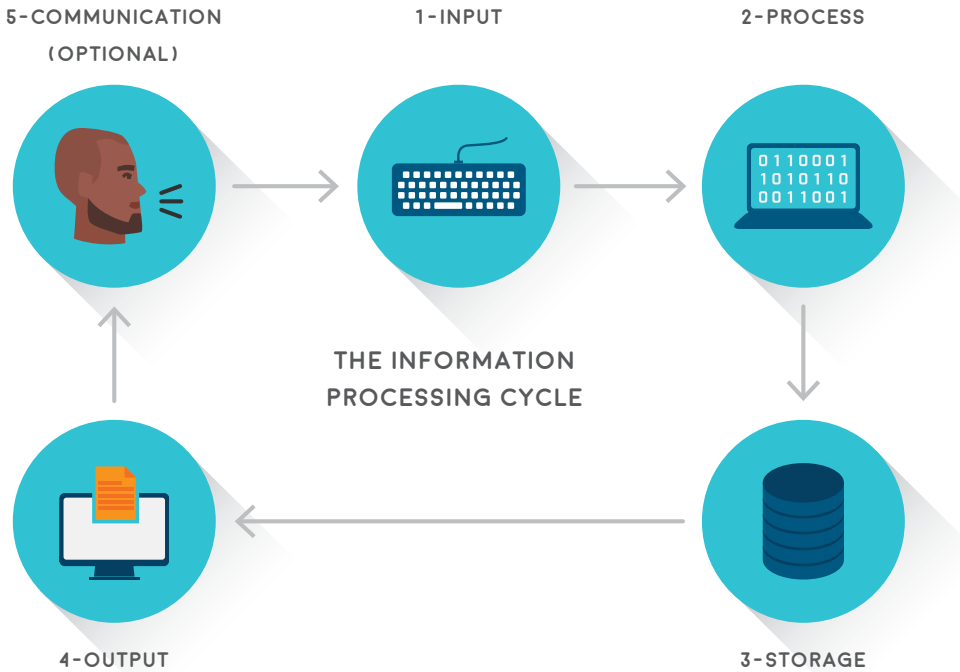 5-COMMUNICATION
(OPTIONAL)
1-INPUT
2-PROCESS
0110001
1010110
0011001
THE INFORMATION
PROCESSING CYCLE
4-OUTPUT
3-STORAGE